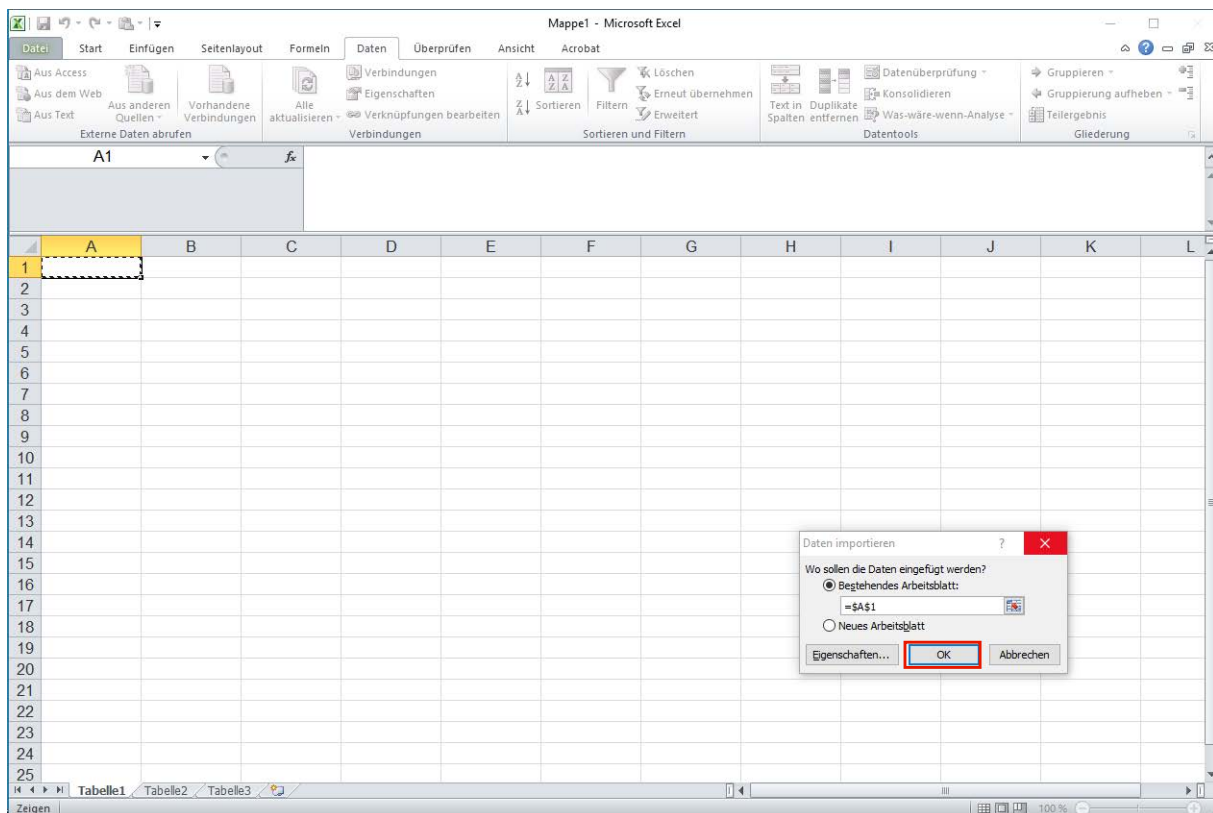 Mappe1 - Microsoft Excel
Datei Start Einfügen Seitenlayout Formeln Daten Überprüfen Ansicht Acrobat
Aus Access
Aus dem Web
Aus Text
Aus anderen Quellen
Vorhandene Verbindungen
Externe Daten abrufen
Alle aktualisieren
Verbindungen
Eigenschaften
Verknüpfungen bearbeiten
Verbindungen
Sortieren
Filtern
Löschen
Erneut übernehmen
Erweitert
Sortieren und Filtern
Text in Spalten
Duplikate entfernen
Datenüberprüfung
Konsolidieren
Was-wäre-wenn-Analyse
Datentools
Gruppieren
Gruppierung aufheben
Teilergebnis
Gliederung
A1 fx
A B C D E F G H I J K L
1
2
3
4
5
6
7
8
9
10
11
12
13
14
15
16
17
18
19
20
21
22
23
24
25
Daten importieren ?
Wo sollen die Daten eingefügt werden?
Bestehendes Arbeitsblatt:
=$A$1
Neues Arbeitsblatt
Eigenschaften... OK Abbrechen
Tabelle1 Tabelle2 Tabelle3
Zeigen 100 %